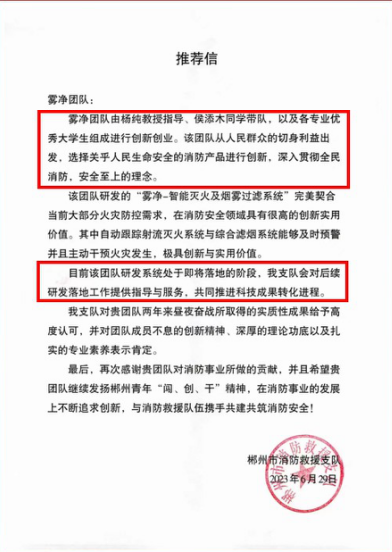 推荐信
雾净团队：
雾净团队由杨纯教授指导、侯添木同学带队，以及各专业优
秀大学生组成进行创新创业。该团队从人民群众的切身利益出
发，选择关乎人民生命安全的消防产品进行创新，深入贯彻全民
消防，安全至上的理念。
该团队研发的“雾净-智能灭火及烟雾过滤系统”完美契合
当前大部分火灾防控需求，在消防安全领域具有很高的创新实用
价值。其中自动跟踪射流灭火系统与综合滤烟系统能够及时预警
并且主动干预火灾发生，极具创新与实用价值。
目前该团队研发系统处于即将落地的阶段，我支队会对后续
研发落地工作提供指导与服务，共同推进科技成果转化进程。
我支队对贵团队两年来昼夜奋战所取得的实质性成果给予高
度认可，并对团队成员不息的创新精神、深厚的理论功底以及扎
实的专业素养表示肯定。
最后，再次感谢贵团队对消防事业所做的贡献，并且希望贵
团队继续发扬郴州青年“闯、创、干”精神，在消防事业的发展
上不断追求创新，与消防救援队伍携手共建共筑消防安全！
郴州市消防救援支队
2023年6月29日
郴州市消防救援支队